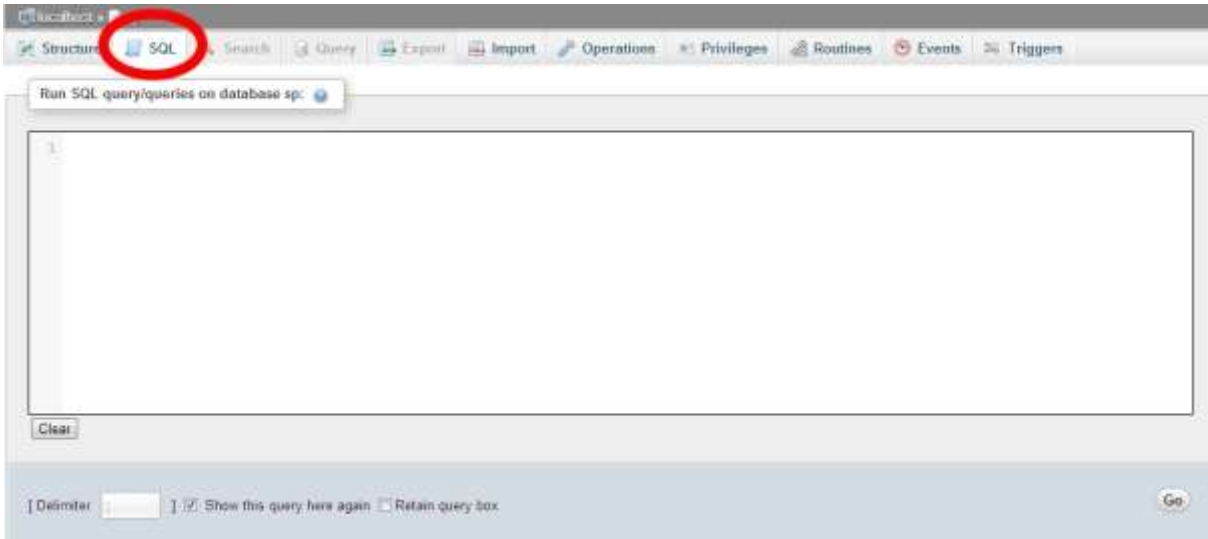 localhost »
Structure SQL Search Query Export Import Operations Privileges Routines Events Triggers
Run SQL query/queries on database sp:
1
Clear
[ Delimiter ; ] Show this query here again Retain query box
Go